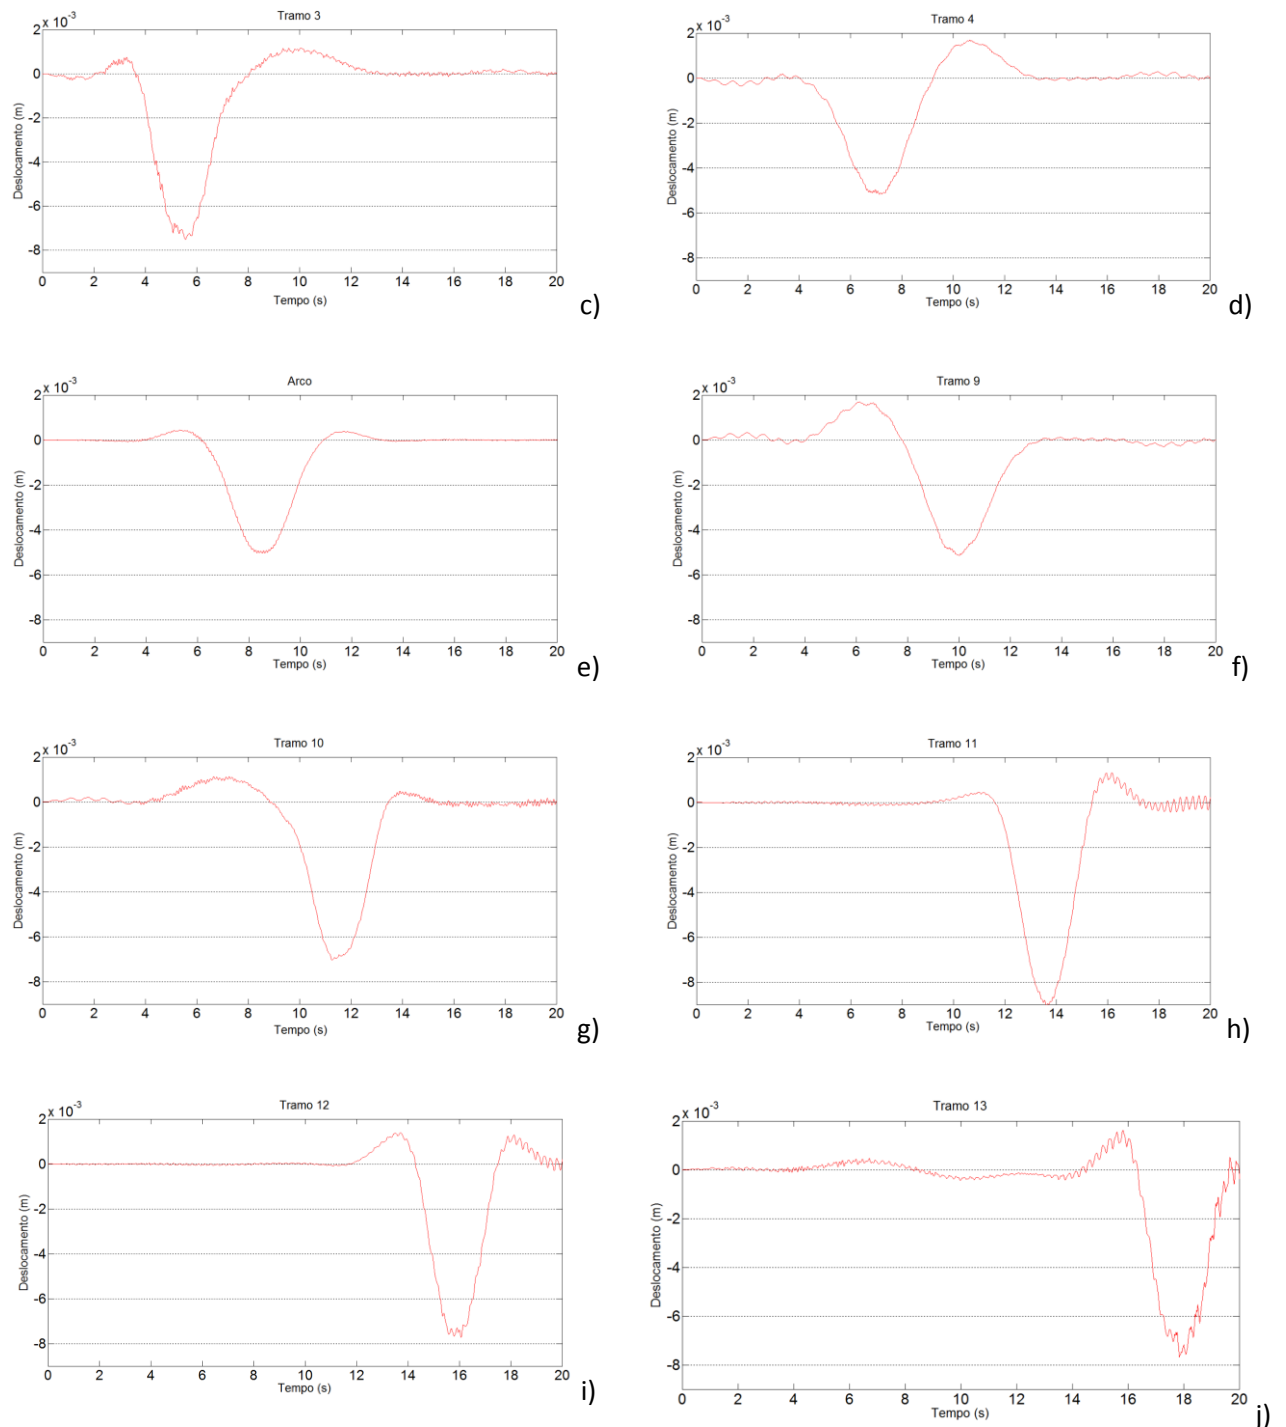 Tramo 3
2 x 10-3
0
-2
-4
-6
-8
Deslocamento (m)
0 2 4 6 8 10 12 14 16 18 20
Tempo (s)
c)
Tramo 4
2 x 10-3
0
-2
-4
-6
-8
Deslocamento (m)
0 2 4 6 8 10 12 14 16 18 20
Tempo (s)
d)
Arco
2 x 10-3
0
-2
-4
-6
-8
Deslocamento (m)
0 2 4 6 8 10 12 14 16 18 20
Tempo (s)
e)
Tramo 9
2 x 10-3
0
-2
-4
-6
-8
Deslocamento (m)
0 2 4 6 8 10 12 14 16 18 20
Tempo (s)
f)
Tramo 10
2 x 10-3
0
-2
-4
-6
-8
Deslocamento (m)
0 2 4 6 8 10 12 14 16 18 20
Tempo (s)
g)
Tramo 11
2 x 10-3
0
-2
-4
-6
-8
Deslocamento (m)
0 2 4 6 8 10 12 14 16 18 20
Tempo (s)
h)
Tramo 12
2 x 10-3
0
-2
-4
-6
-8
Deslocamento (m)
0 2 4 6 8 10 12 14 16 18 20
Tempo (s)
i)
Tramo 13
2 x 10-3
0
-2
-4
-6
-8
Deslocamento (m)
0 2 4 6 8 10 12 14 16 18 20
Tempo (s)
j)